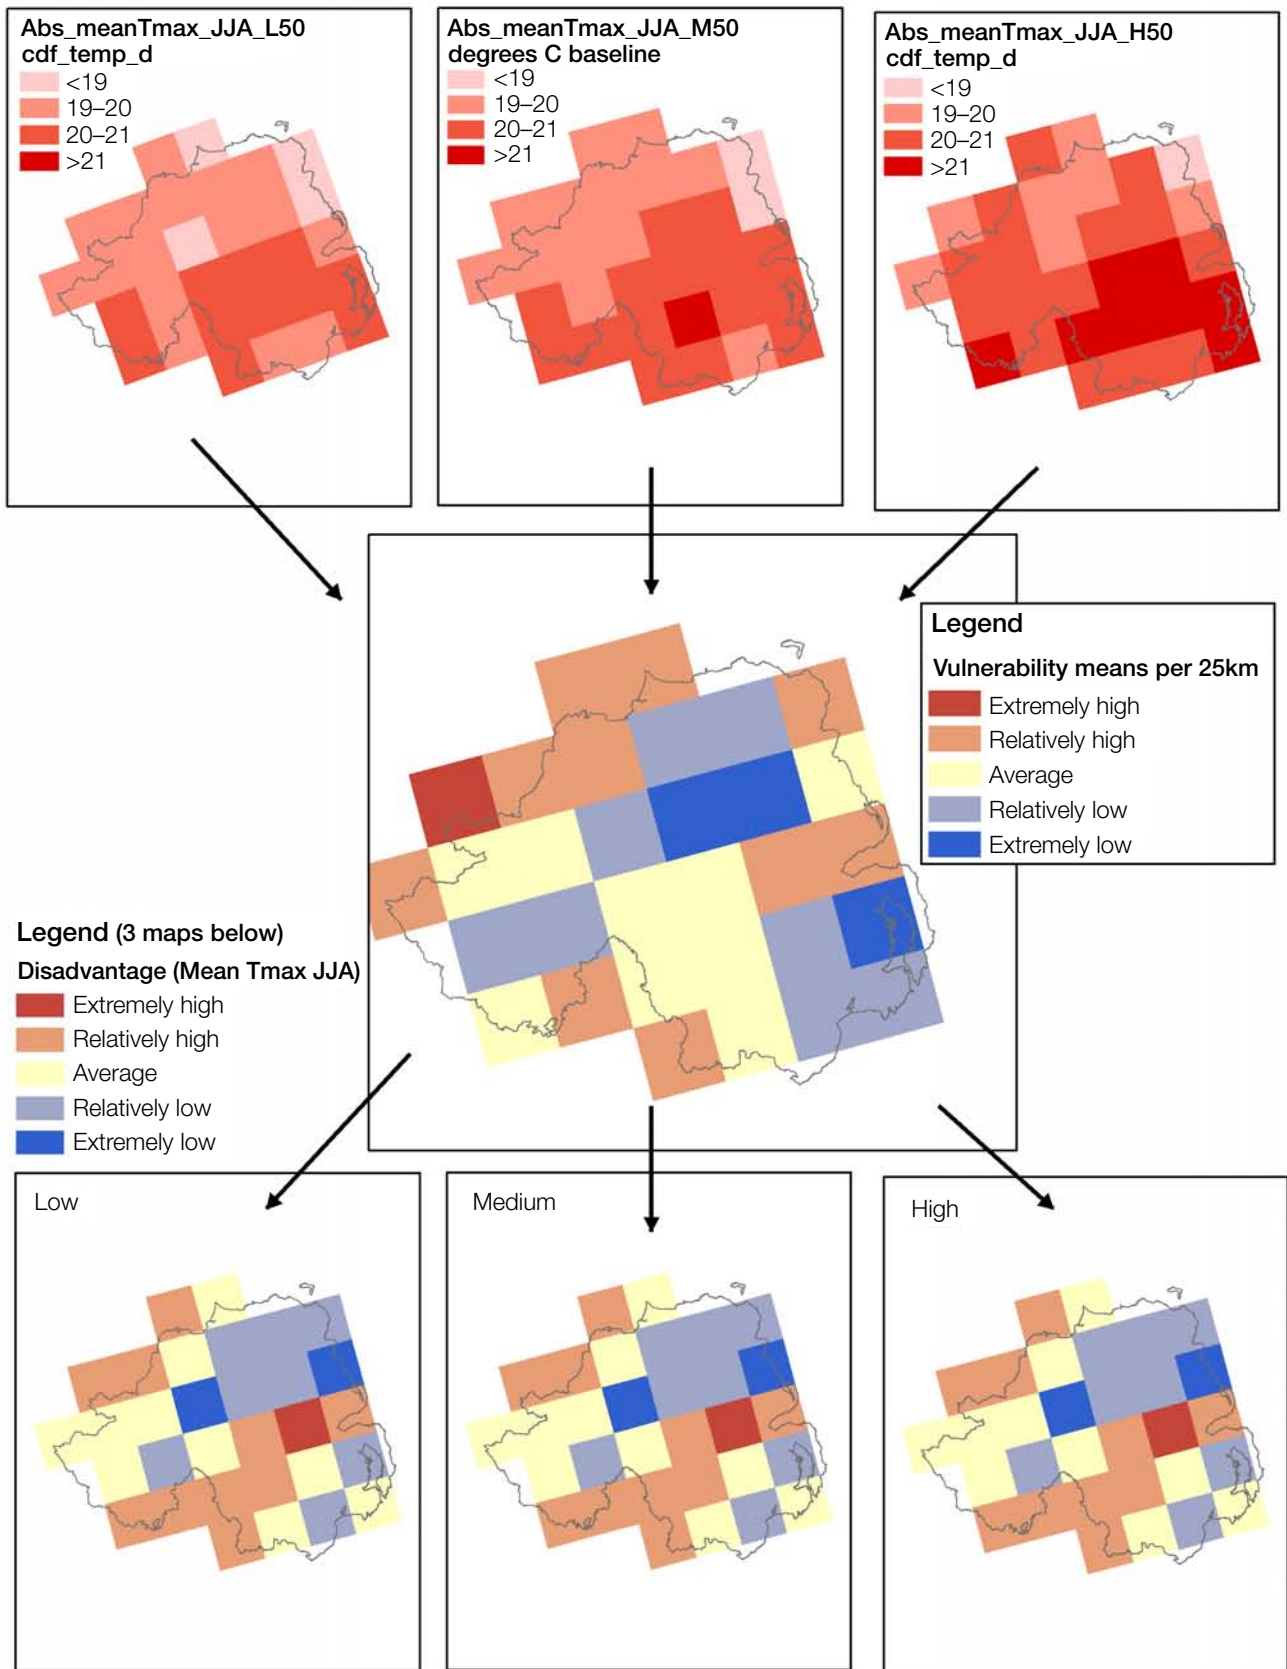 Abs_meanTmax_JJA_L50
cdf_temp_d
<19
19–20
20–21
>21
Abs_meanTmax_JJA_M50
degrees C baseline
<19
19–20
20–21
>21
Abs_meanTmax_JJA_H50
cdf_temp_d
<19
19–20
20–21
>21
Legend
Vulnerability means per 25km
Extremely high
Relatively high
Average
Relatively low
Extremely low
Legend (3 maps below)
Disadvantage (Mean Tmax JJA)
Extremely high
Relatively high
Average
Relatively low
Extremely low
Low
Medium
High